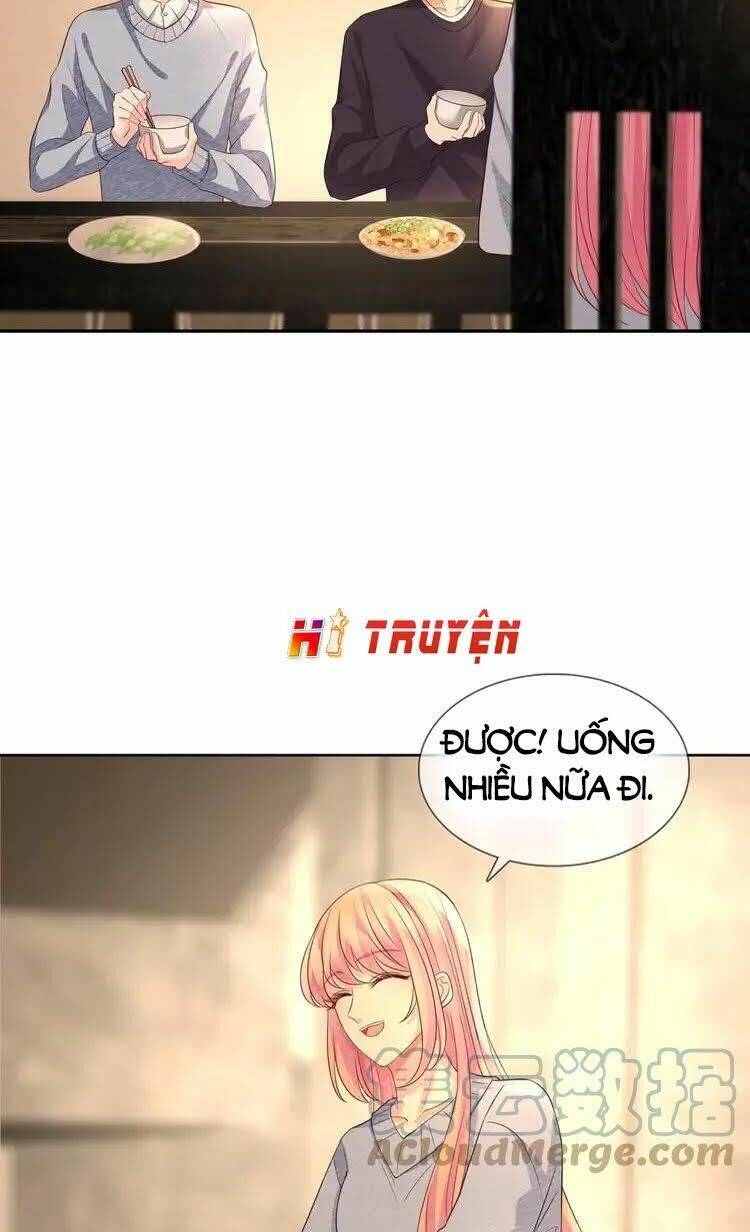 Hi TRUYỆN
ĐƯỢC! UỐNG
NHIỀU NỮA ĐI.
集云数据
ACloudMerge.com